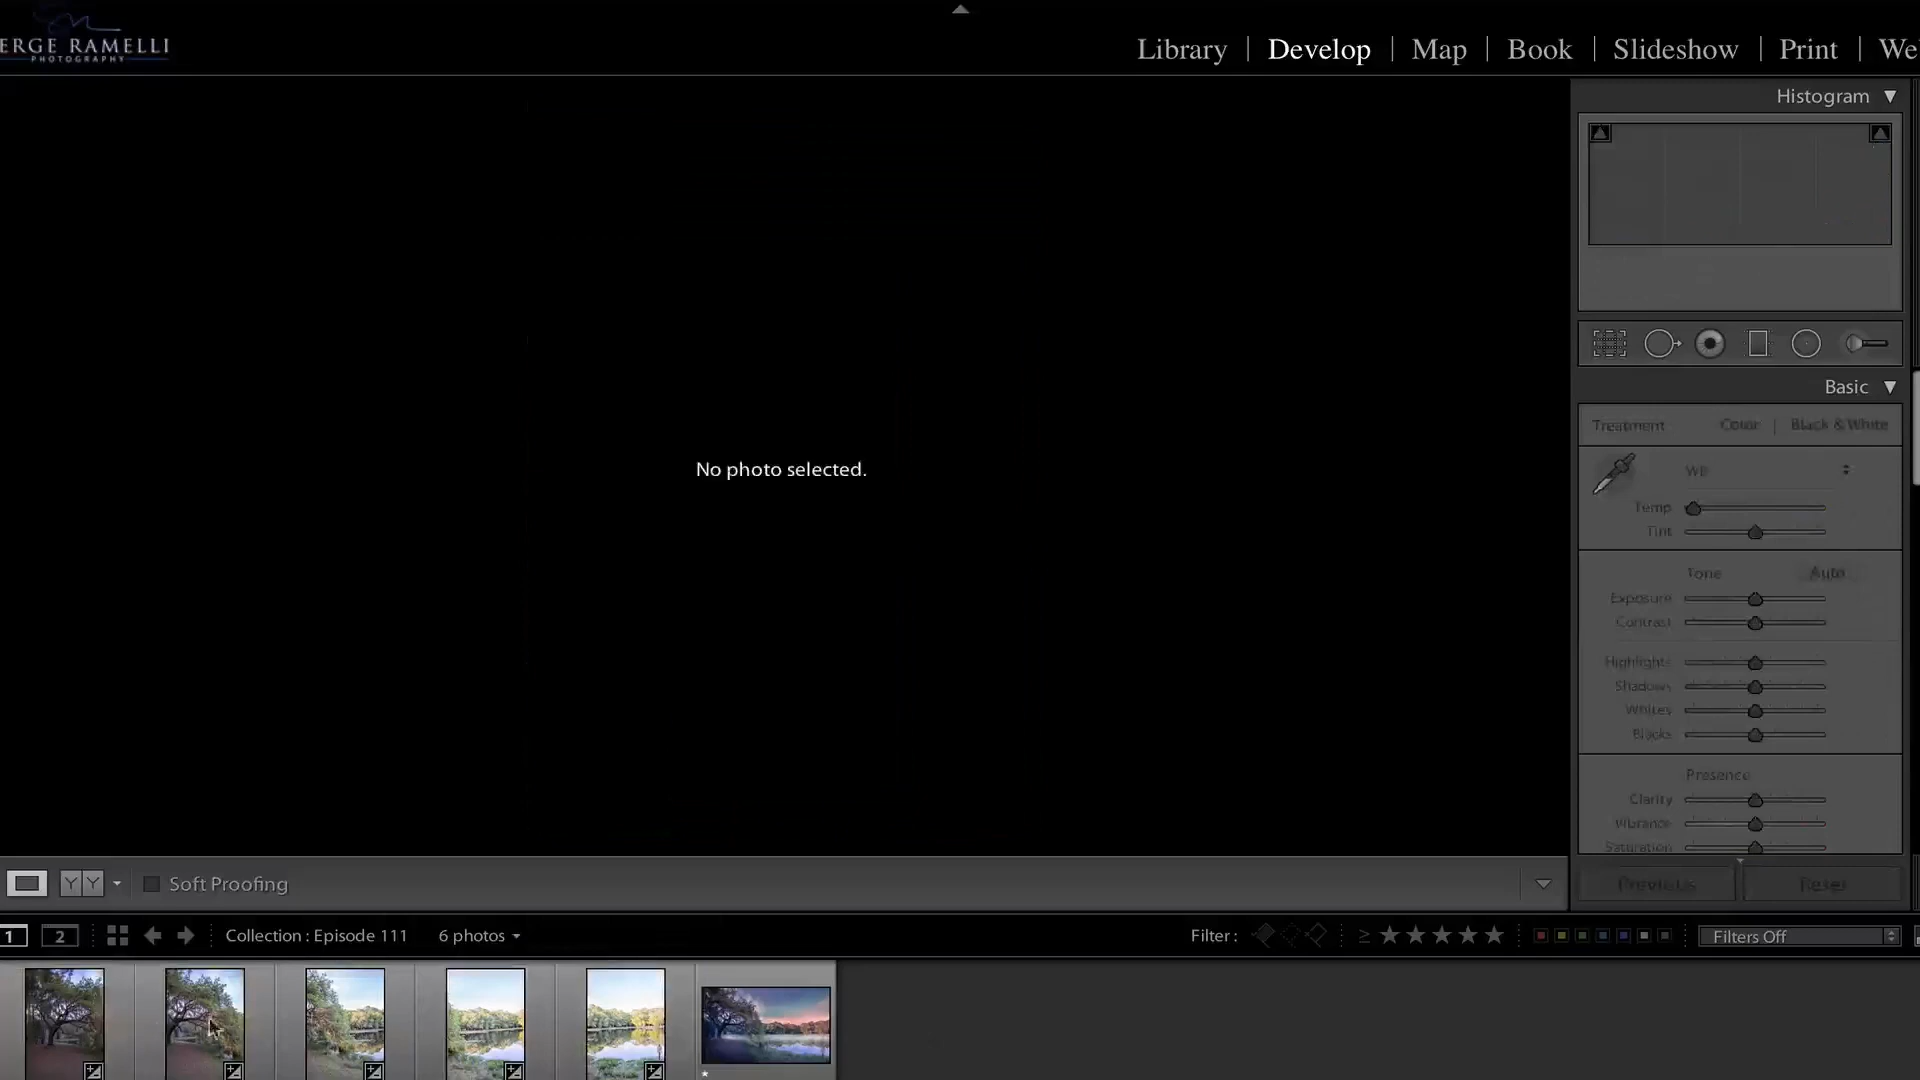 ERGE RAMELLI
PHOTOGRAPHY
Library | Develop | Map | Book | Slideshow | Print | We
Histogram
Basic
Treatment Color | Black & White
WB
Temp
Tint
Tone Auto
Exposure
Contrast
Highlights
Shadows
Whites
Blacks
Presence
Clarity
Vibrance
Saturation
No photo selected.
Y Y Soft Proofing
Previous Reset
1 2 Collection : Episode 111 6 photos Filter : ≥ ★★★★★ Filters Off